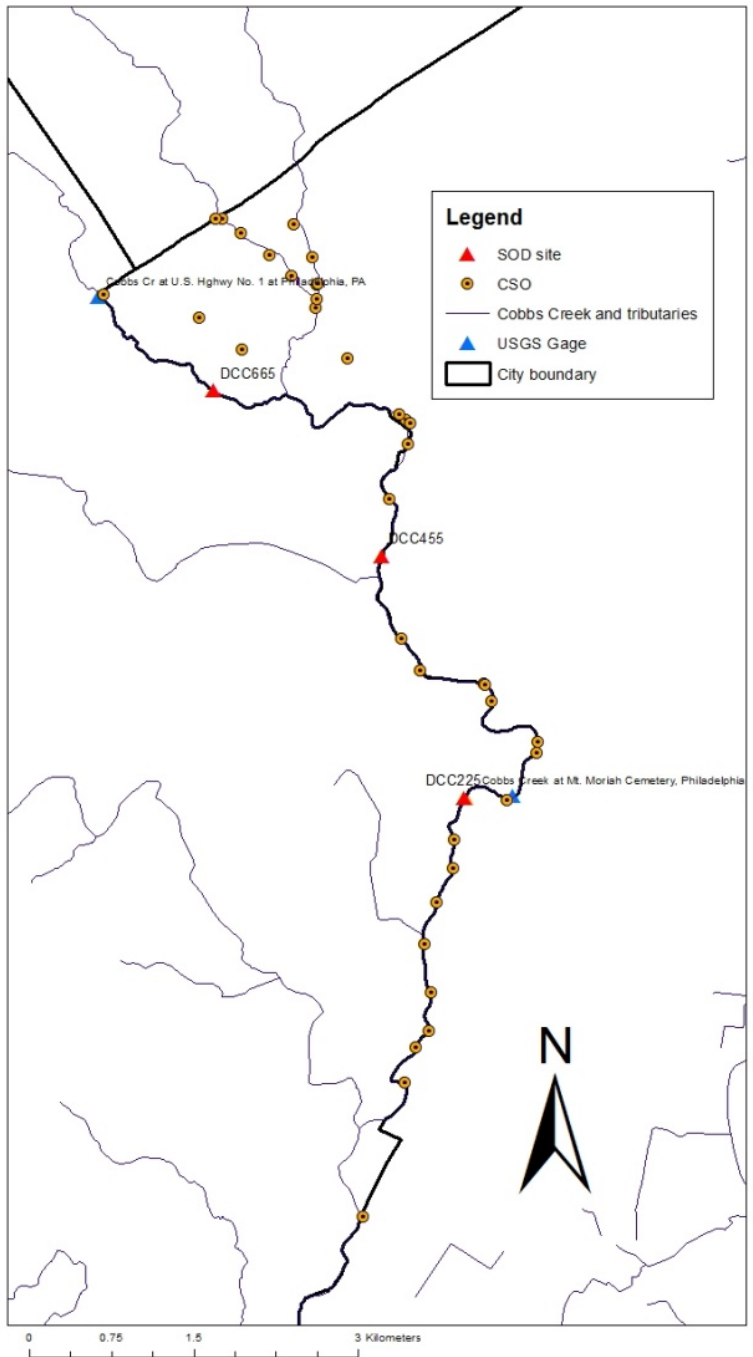 Legend
SOD site
CSO
Cobbs Creek and tributaries
USGS Gage
City boundary
Cobbs Cr at U.S. Hghwy No. 1 at Philadelphia, PA
DCC665
DCC455
DCC225
Cobbs Creek at Mt. Moriah Cemetery, Philadelphia
N
0 0.75 1.5 3 Kilometers